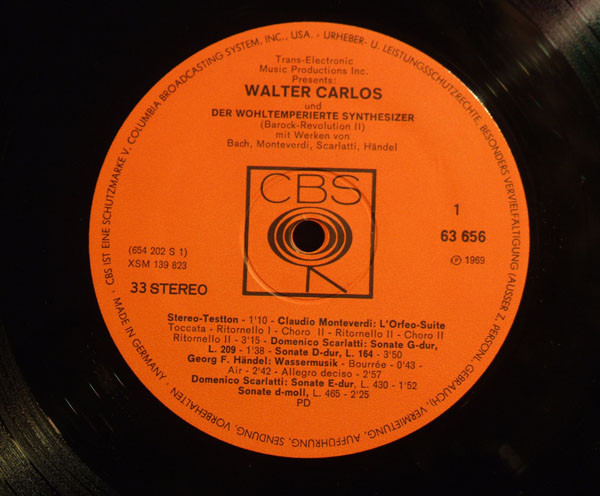 CBS IST EINE SCHUTZMARKE V. COLUMBIA BROADCASTING SYSTEM, INC., USA. - URHEBER- U. LEISTUNGSSCHUTZRECHTE, BESONDERS VERVIELFÄLTIGUNG (AUSSER Z. PERSÖNL. GEBRAUCH), VERMIETUNG, AUFFÜHRUNG, SENDUNG, VORBEHALTEN. MADE IN GERMANY
Trans-Electronic
Music Productions Inc.
Presents:
WALTER CARLOS
und
DER WOHLTEMPERIERTE SYNTHESIZER
(Barock-Revolution II)
mit Werken von
Bach, Monteverdi, Scarlatti, Händel
CBS
1
63 656
(654 202 S 1)
XSM 139 823
℗ 1969
33 STEREO
Stereo-Testton - 1'10 - Claudio Monteverdi: L'Orfeo-Suite
Toccata - Ritornello I - Choro II - Ritornello II - Choro II
Ritornello II - 3'15 - Domenico Scarlatti: Sonate G-dur,
L. 209 - 1'38 - Sonate D-dur, L. 164 - 3'50
Georg F. Händel: Wassermusik - Bourrée - 0'43 -
Air - 2'42 - Allegro deciso - 2'57
Domenico Scarlatti: Sonate E-dur, L. 430 - 1'52
Sonate d-moll, L. 465 - 2'25
PD